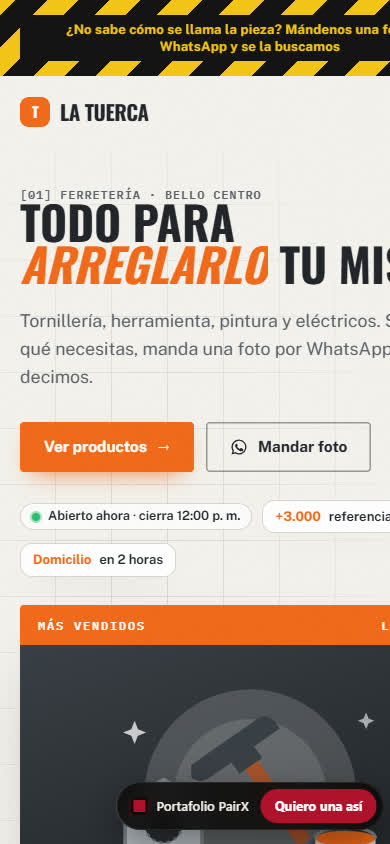 ¿No sabe cómo se llama la pieza? Mándenos una
WhatsApp y se la buscamos
T LA TUERCA
[01] FERRETERÍA · BELLO CENTRO
TODO PARA
ARREGLARLO TU
Tornillería, herramienta, pintura y eléctricos.
qué necesitas, manda una foto por WhatsApp
decimos.
Ver productos →
Mandar foto
Abierto ahora · cierra 12:00 p. m.
+3.000
Domicilio en 2 horas
MÁS VENDIDOS
Portafolio PairX
Quiero una así